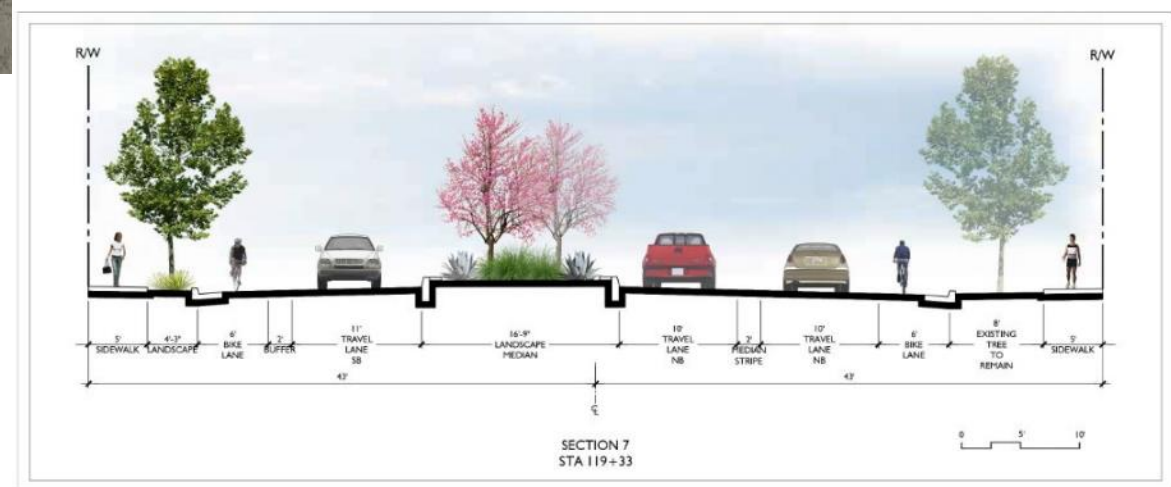 R/W
R/W
5'
SIDEWALK
4'-3"
LANDSCAPE
6'
BIKE
LANE
2'
BUFFER
11'
TRAVEL
LANE
SB
16'-9"
LANDSCAPE
MEDIAN
10'
TRAVEL
LANE
NB
2'
MEDIAN
STRIPE
10'
TRAVEL
LANE
NB
6'
BIKE
LANE
8'
EXISTING
TREE
TO
REMAIN
5'
SIDEWALK
43'
43'
℄
SECTION 7
STA 119+33
0 5' 10'